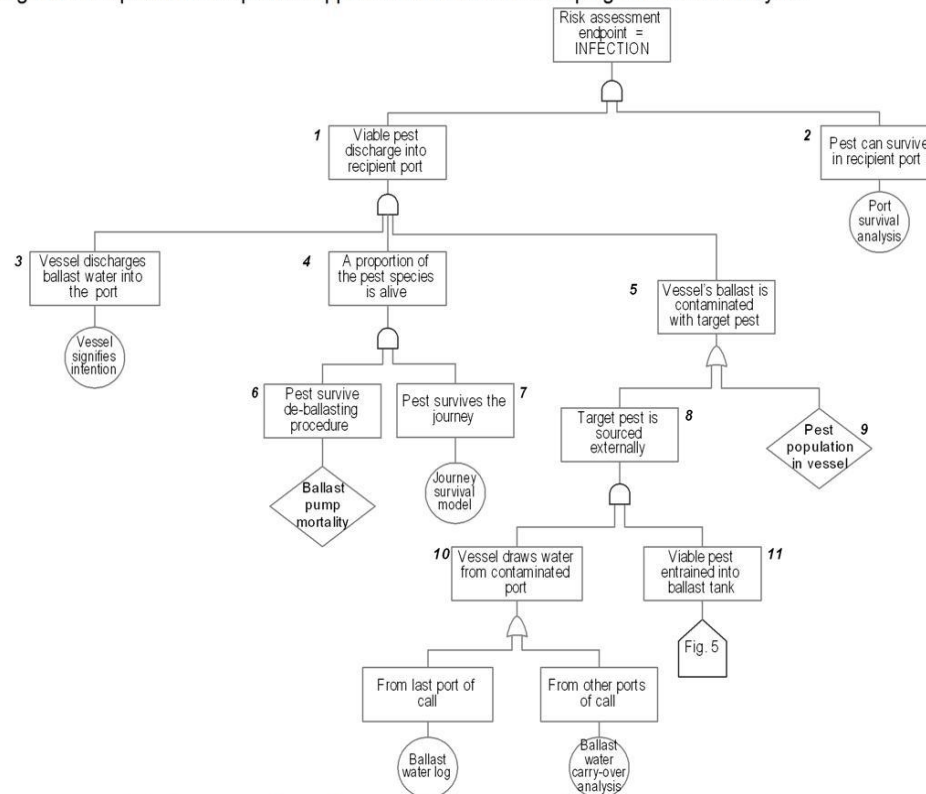 Risk assessment
endpoint =
INFECTION
1
Viable pest
discharge into
recipient port
2
Pest can survive
in recipient port
Port
survival
analysis
3
Vessel discharges
ballast water into
the port
4
A proportion of
the pest species
is alive
5
Vessel's ballast is
contaminated
with target pest
Vessel
signifies
intention
6
Pest survive
de-ballasting
procedure
Pest survives the
journey
7
Target pest is
sourced
externally
8
Pest
population
in vessel
9
Ballast
pump
mortality
Journey
survival
model
10
Vessel draws water
from contaminated
port
Viable pest
entrained into
ballast tank
11
Fig. 5
From last port of
call
From other ports
of call
Ballast
water log
Ballast
water
carry-over
analysis